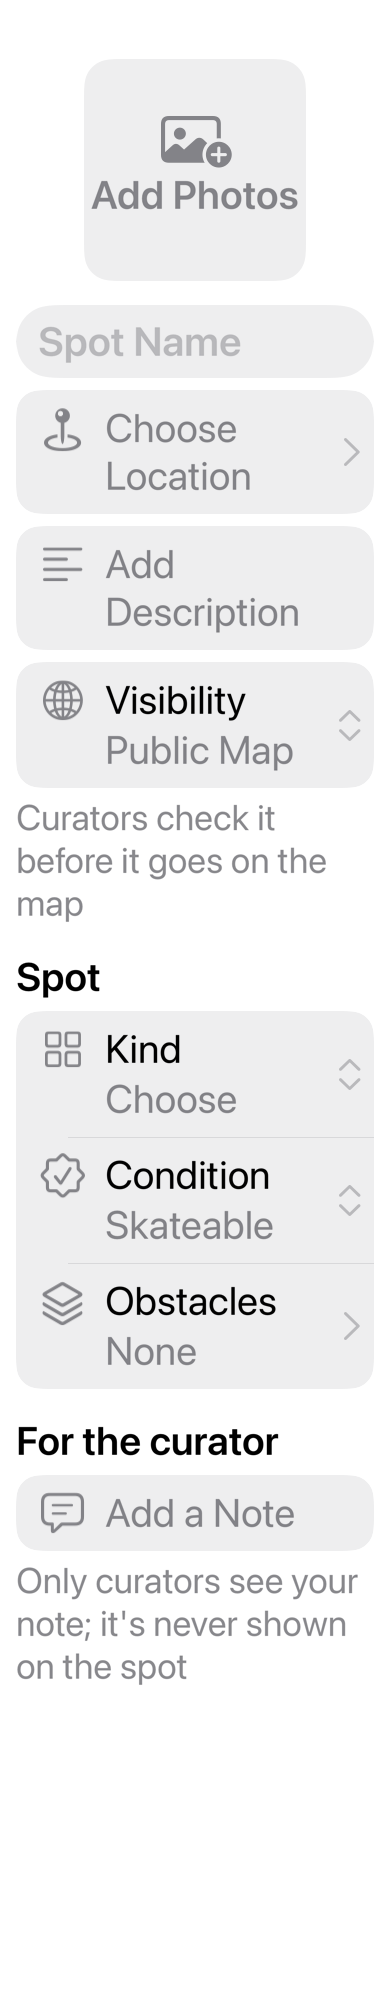 Add Photos
Spot Name
Choose
Location
Add
Description
Visibility
Public Map
Curators check it
before it goes on the
map
Spot
Kind
Choose
Condition
Skateable
Obstacles
None
For the curator
Add a Note
Only curators see your
note; it's never shown
on the spot